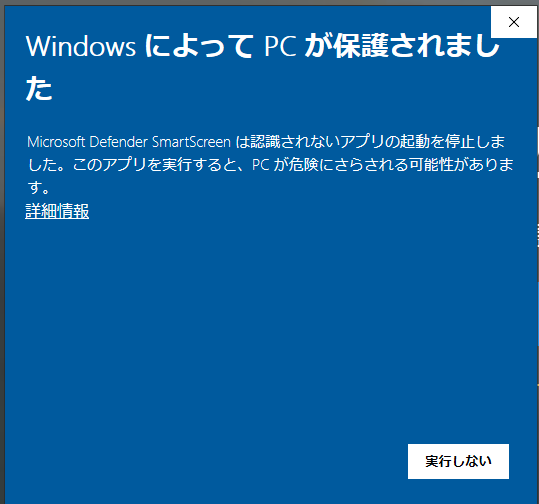 Windows によって PC が保護されまし
た
Microsoft Defender SmartScreen は認識されないアプリの起動を停止しま
した。このアプリを実行すると、PC が危険にさらされる可能性がありま
す。
詳細情報
実行しない